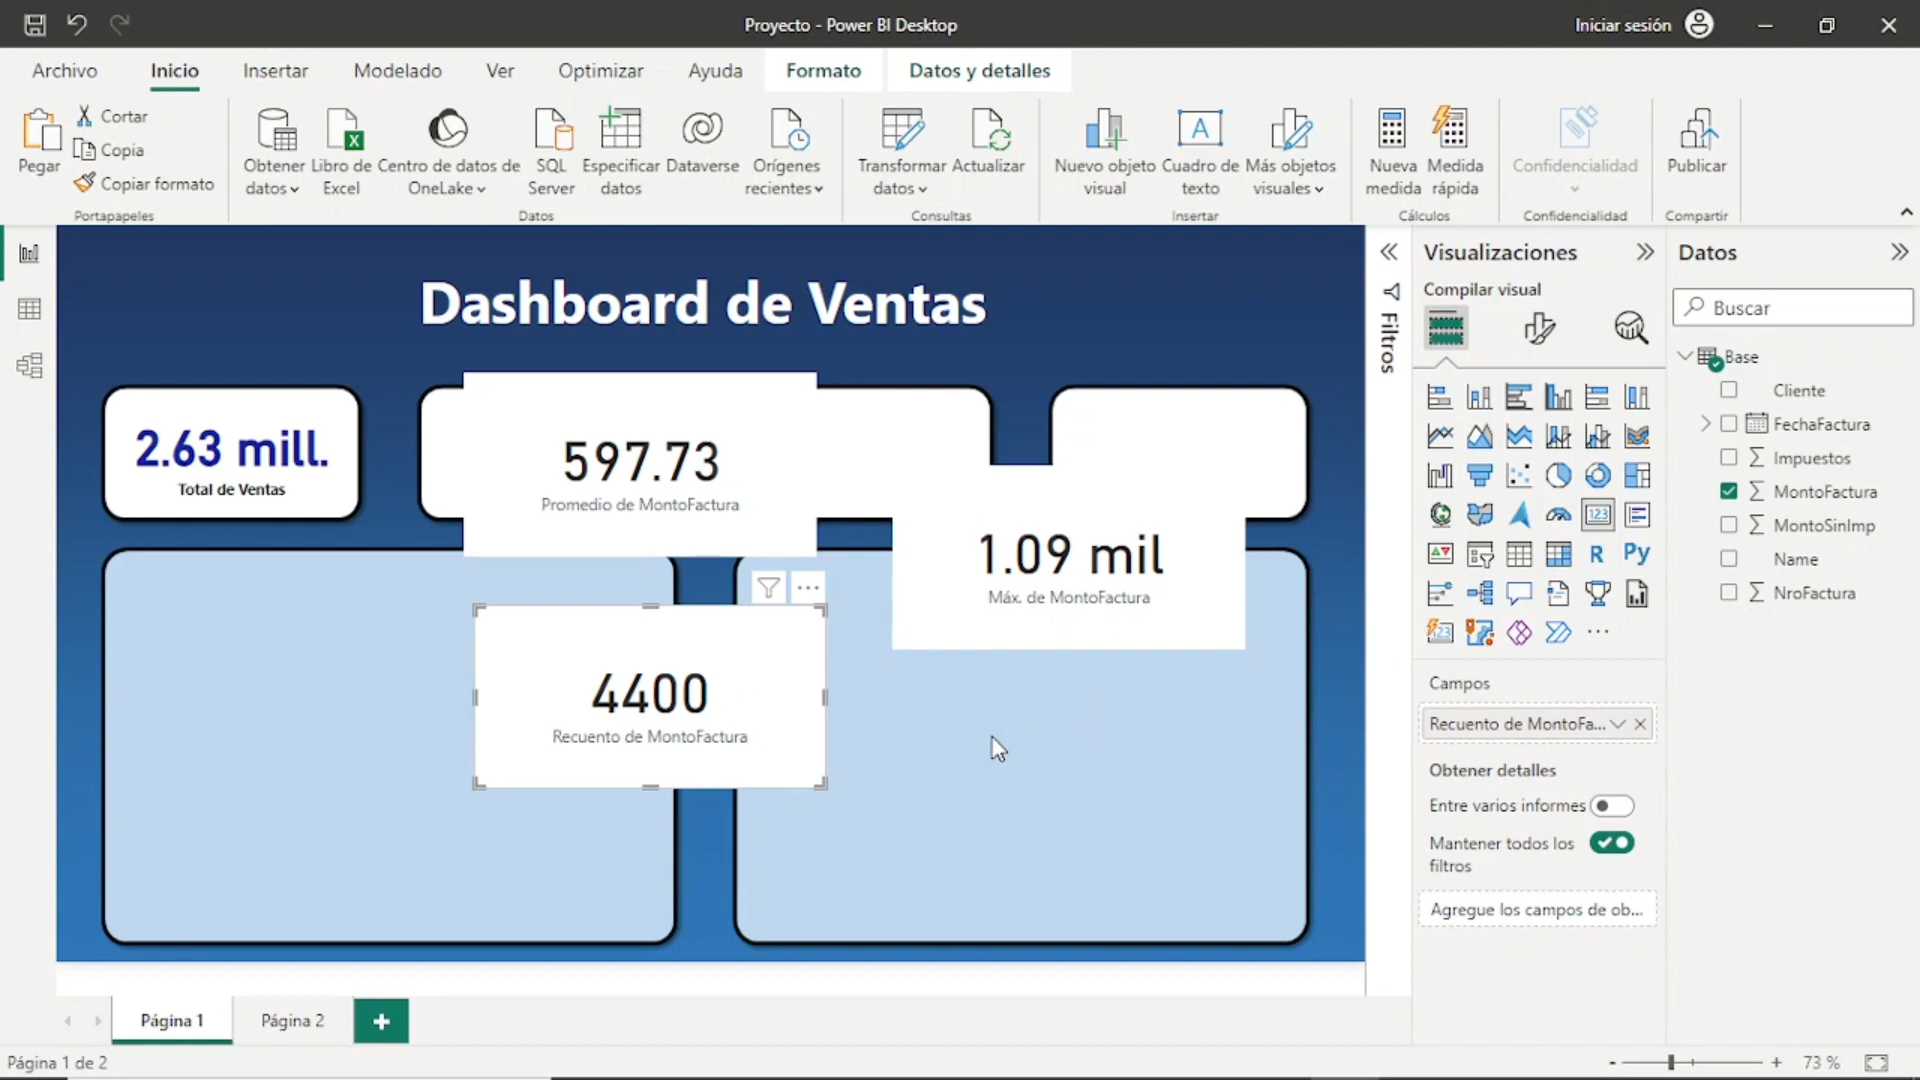 Proyecto - Power BI Desktop
Iniciar sesión
Archivo
Inicio
Insertar
Modelado
Ver
Optimizar
Ayuda
Formato
Datos y detalles
Pegar
Cortar
Copia
Copiar formato
Portapapeles
Obtener datos
Libro de Excel
Centro de datos de OneLake
SQL Server
Especificar datos
Dataverse
Orígenes recientes
Datos
Transformar datos
Actualizar
Consultas
Nuevo objeto visual
Cuadro de texto
Más objetos visuales
Insertar
Nueva medida
Medida rápida
Cálculos
Confidencialidad
Confidencialidad
Publicar
Compartir
Dashboard de Ventas
2.63 mill.
Total de Ventas
597.73
Promedio de MontoFactura
1.09 mil
Máx. de MontoFactura
4400
Recuento de MontoFactura
Filtros
Visualizaciones
Compilar visual
R
Py
123
Campos
Recuento de MontoFa...
Obtener detalles
Entre varios informes
Mantener todos los
filtros
Agregue los campos de ob...
Datos
Buscar
Base
Cliente
FechaFactura
Impuestos
MontoFactura
MontoSinImp
Name
NroFactura
Página 1
Página 2
Página 1 de 2
- + 73 %